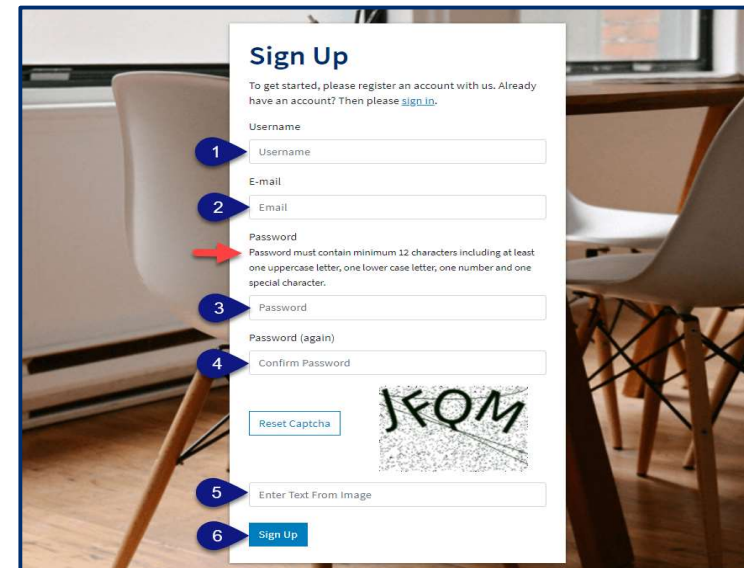 Sign Up
To get started, please register an account with us. Already
have an account? Then please sign in.
Username
1
Username
E-mail
2
Email
Password
Password must contain minimum 12 characters including at least
one uppercase letter, one lower case letter, one number and one
special character.
3
Password
Password (again)
4
Confirm Password
Reset Captcha
JFQM
5
Enter Text From Image
6
Sign Up